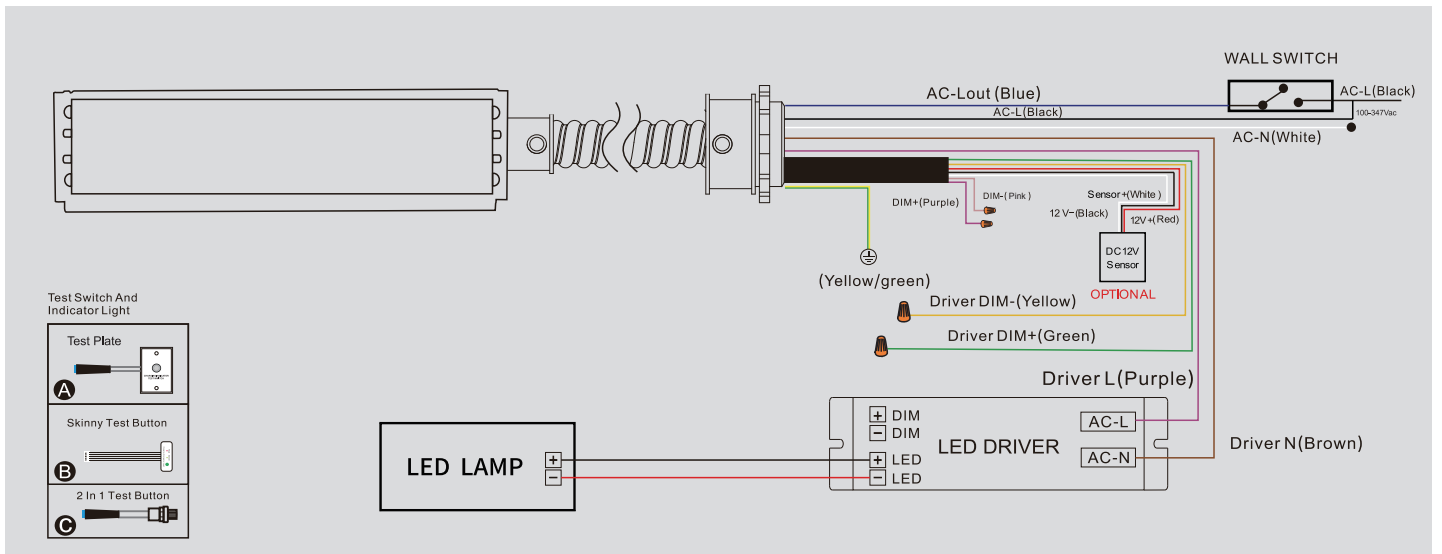 WALL SWITCH
AC-Lout (Blue)
AC-L(Black)
AC-L(Black)
100-347Vac
AC-N(White)
DIM+(Purple)
DIM-(Pink)
Sensor+(White)
12V-(Black)
12V+(Red)
DC12V
Sensor
OPTIONAL
(Yellow/green)
Driver DIM-(Yellow)
Driver DIM+(Green)
Driver L(Purple)
Driver N(Brown)
+ DIM
- DIM
+ LED
- LED
LED DRIVER
AC-L
AC-N
LED LAMP
+
-
Test Switch And
Indicator Light
Test Plate
A
Skinny Test Button
B
2 In 1 Test Button
C